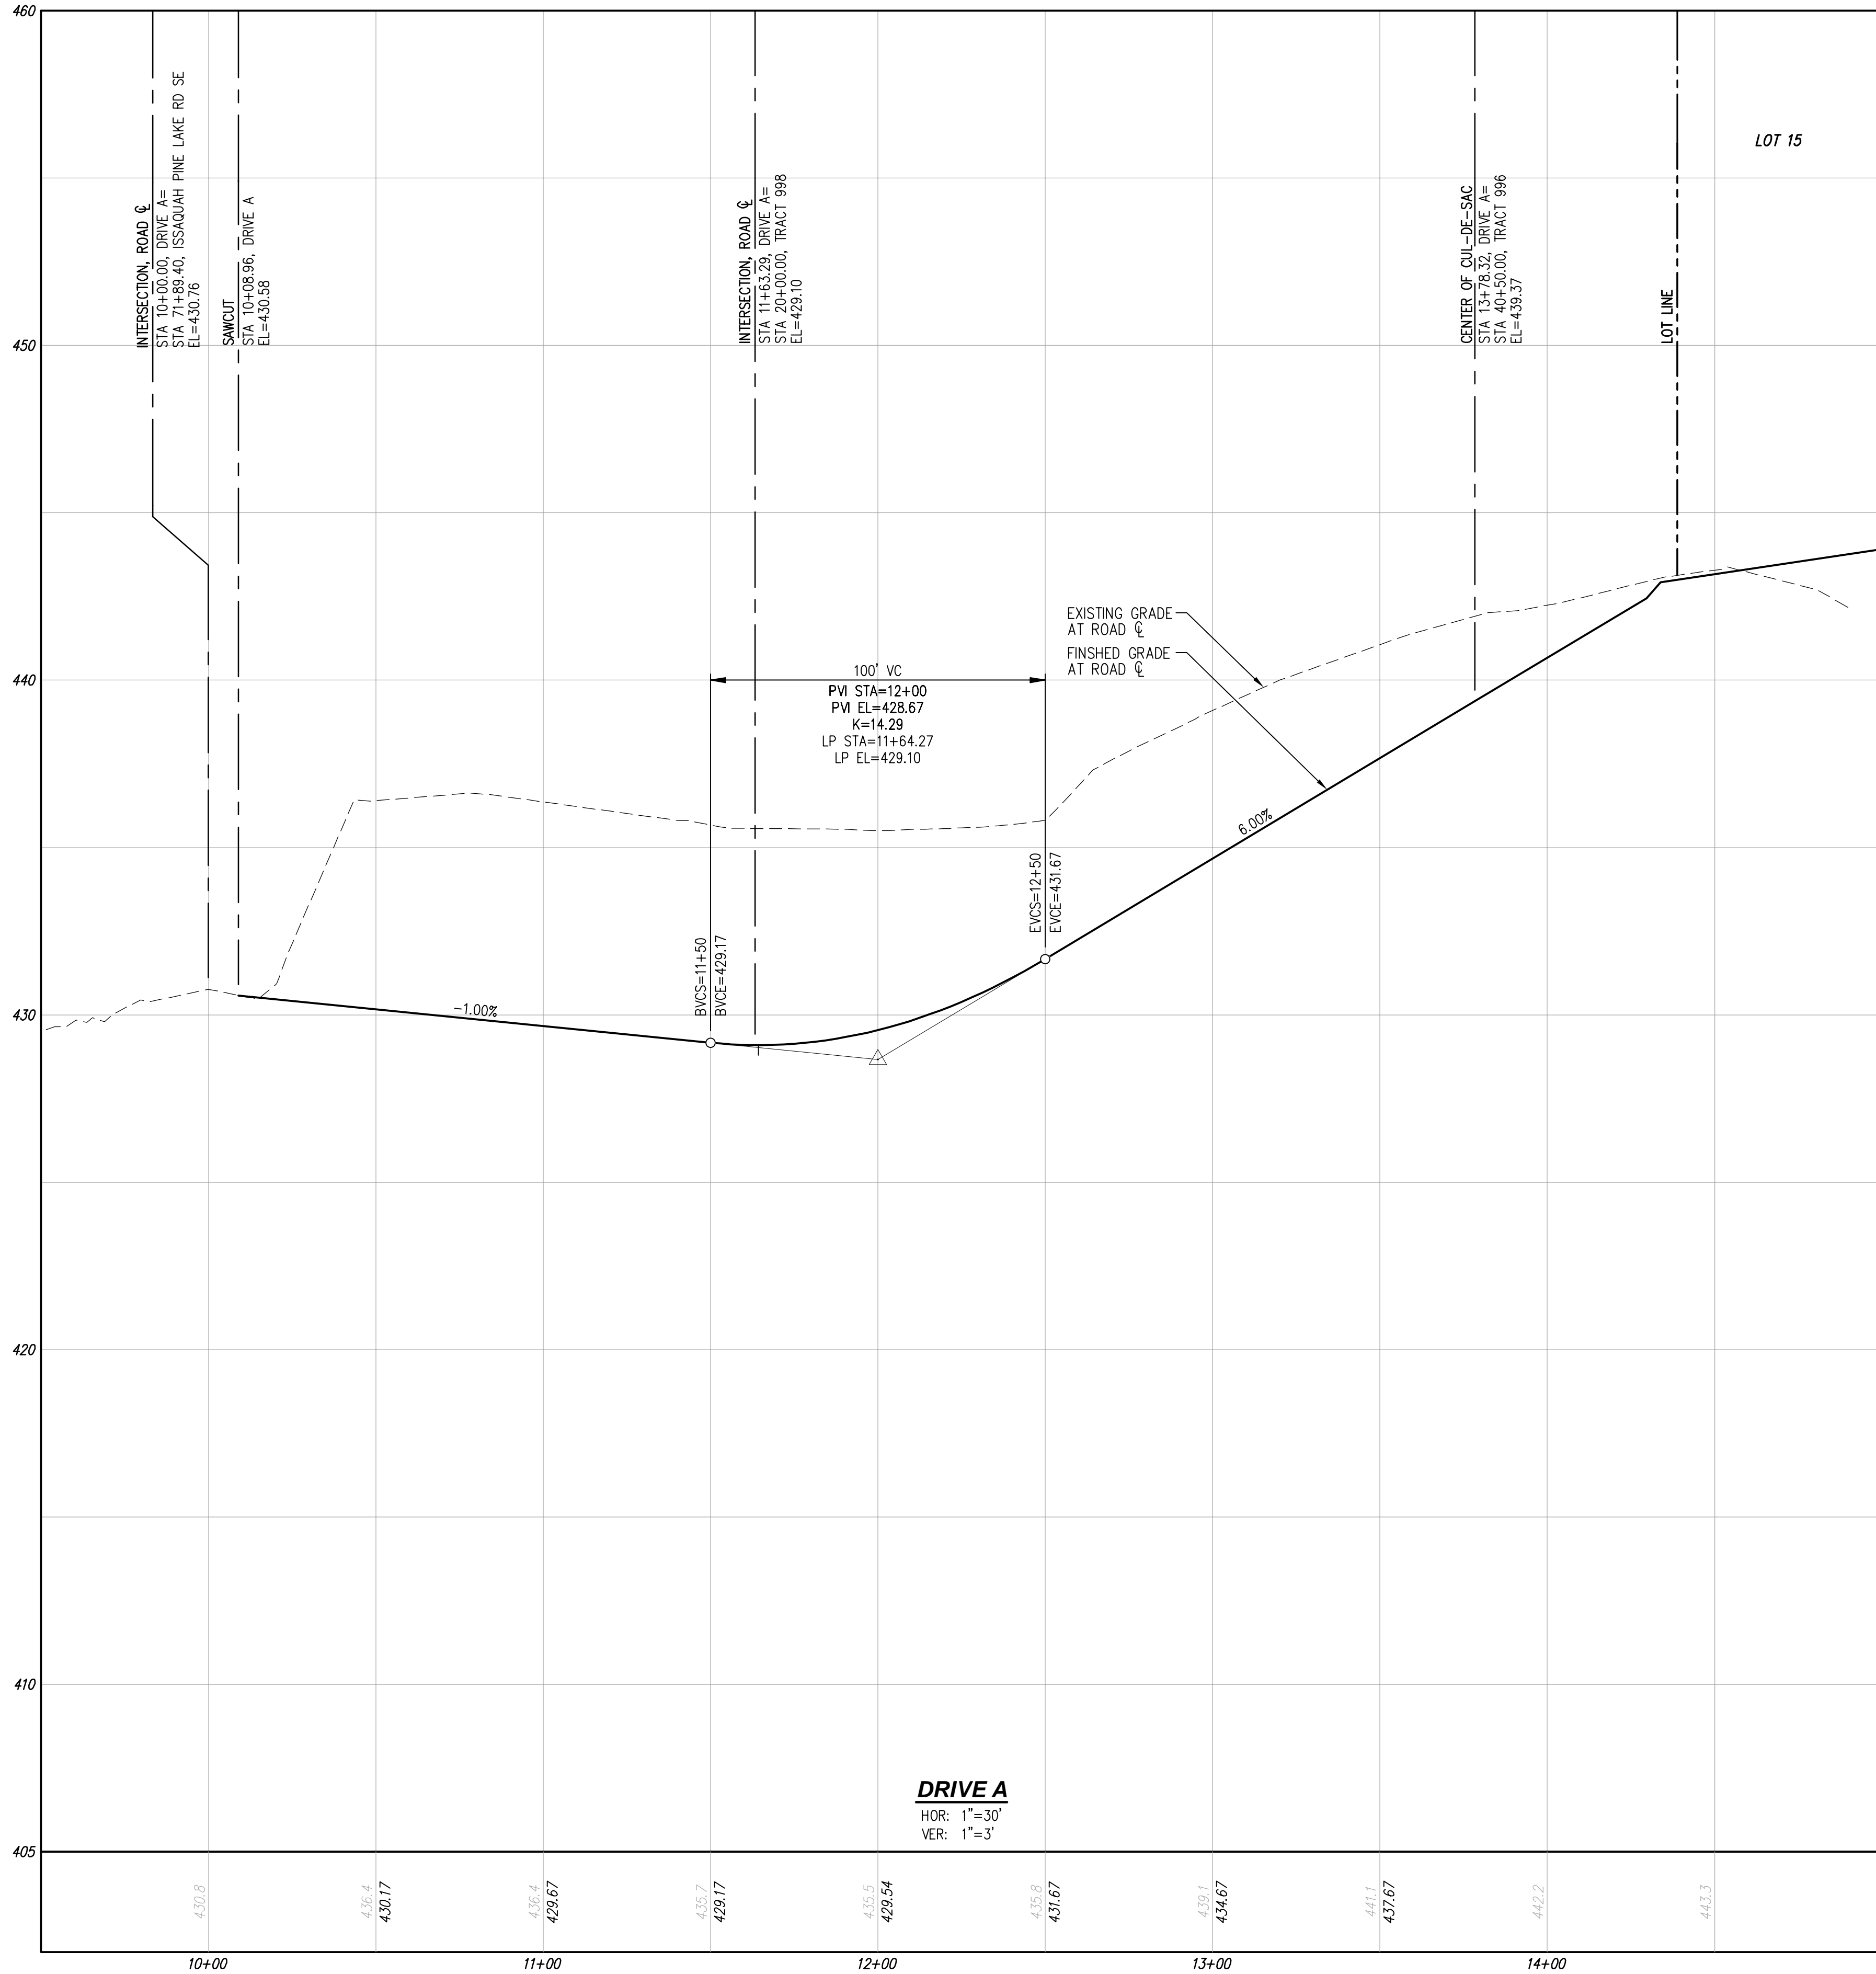 460
450
440
430
420
410
405
INTERSECTION, ROAD ℄
STA 10+00.00, DRIVE A=
STA 71+89.40, ISSAQUAH PINE LAKE RD SE
EL=430.76
SAWCUT
STA 10+08.96, DRIVE A
EL=430.58
INTERSECTION, ROAD ℄
STA 11+63.29, DRIVE A=
STA 20+00.00, TRACT 998
EL=429.10
CENTER OF CUL-DE-SAC
STA 13+78.32, DRIVE A=
STA 40+50.00, TRACT 996
EL=439.37
LOT LINE
LOT 15
EXISTING GRADE
AT ROAD ℄
FINSHED GRADE
AT ROAD ℄
100' VC
PVI STA=12+00
PVI EL=428.67
K=14.29
LP STA=11+64.27
LP EL=429.10
6.00%
EVCS=12+50
EVCE=431.67
BVCS=11+50
BVCE=429.17
-1.00%
DRIVE A
HOR: 1"=30'
VER: 1"=3'
430.8
436.4
430.17
436.4
429.67
435.7
429.17
435.5
429.54
435.8
431.67
439.1
434.67
441.1
437.67
442.2
443.3
10+00
11+00
12+00
13+00
14+00